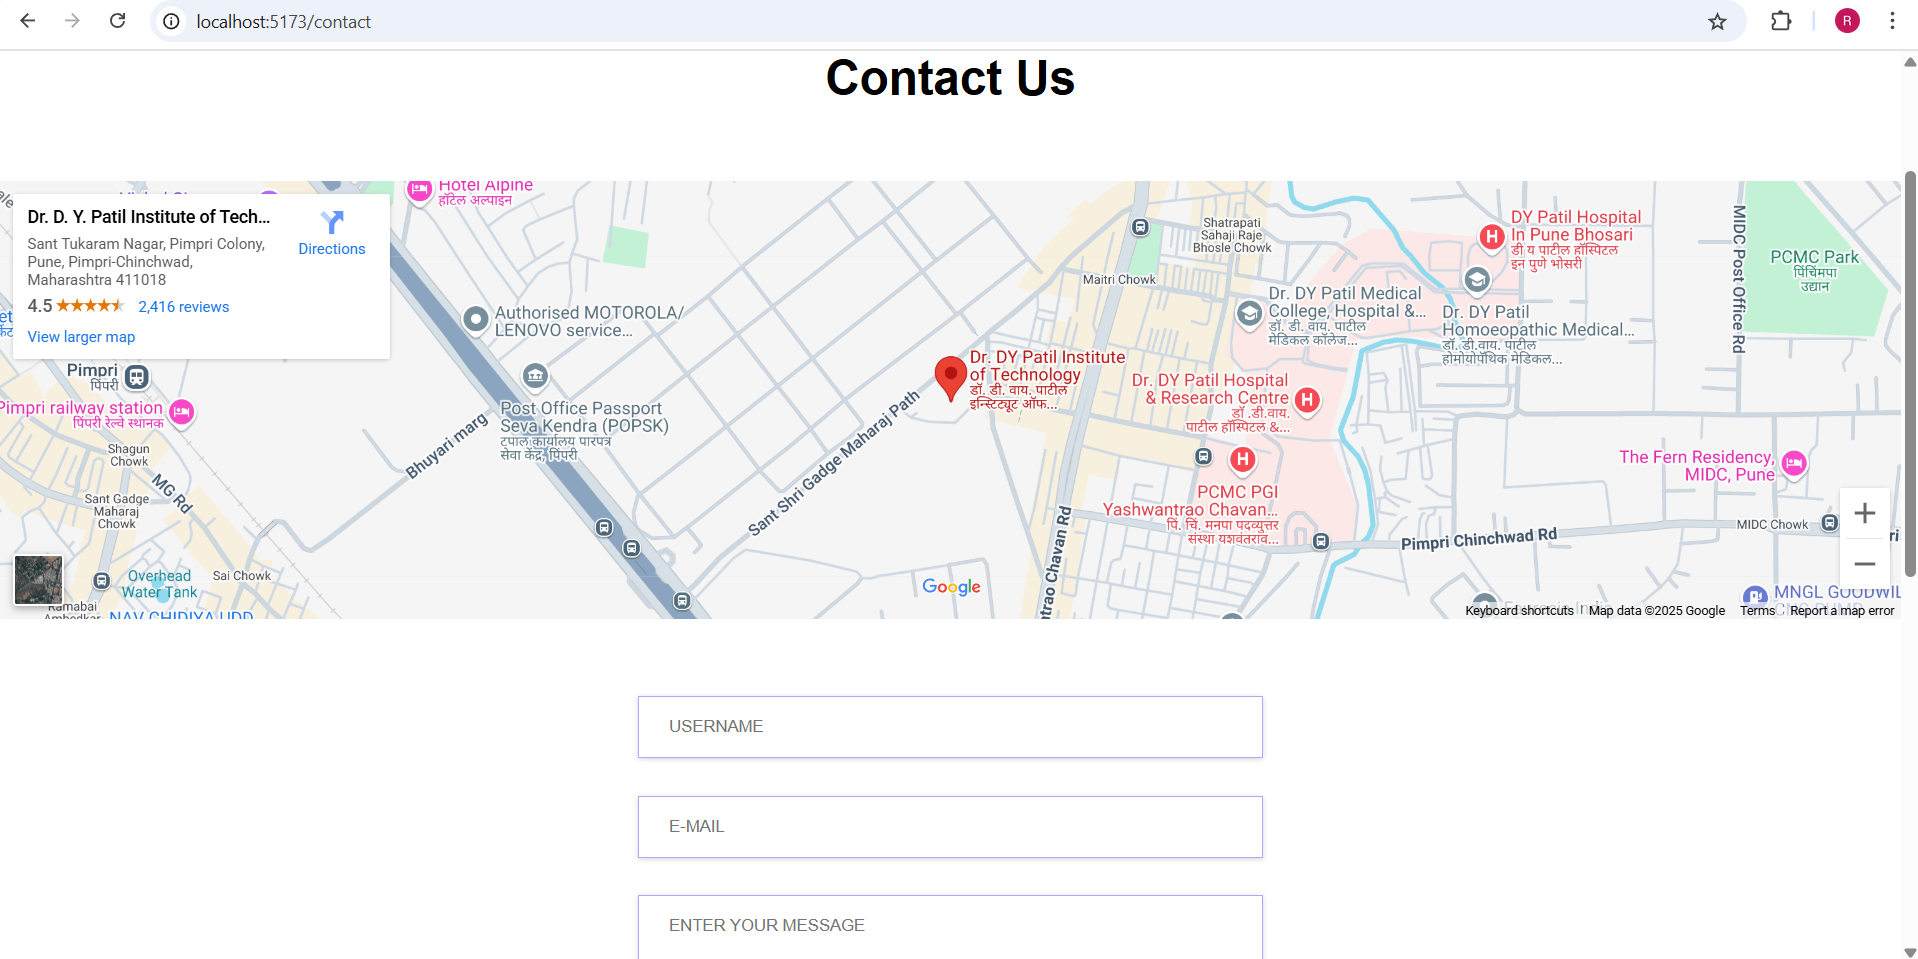 localhost:5173/contact
R
Contact Us
Dr. D. Y. Patil Institute of Tech...
Sant Tukaram Nagar, Pimpri Colony,
Pune, Pimpri-Chinchwad,
Maharashtra 411018
4.5
2,416 reviews
View larger map
Directions
Hotel Alpine
हॉटेल अल्पाइन
Authorised MOTOROLA/
LENOVO service...
Pimpri
पिंपरी
Pimpri railway station
पिंपरी रेल्वे स्थानक
Shagun
Chowk
MG Rd
Sant Gadge
Maharaj
Chowk
Bhuyari marg
Post Office Passport
Seva Kendra (POPSK)
टपाल कार्यालय पारपत्र
सेवा केंद्र, पिंपरी
Overhead
Water Tank
Sai Chowk
Ramabai
Ambedkar
Sant Shri Gadge Maharaj Path
Dr. DY Patil Institute
of Technology
डॉ. डी. वाय. पाटील
इन्स्टिट्यूट ऑफ...
Maitri Chowk
Shatrapati
Sahaji Raje
Bhosle Chowk
Dr. DY Patil Medical
College, Hospital &...
डॉ. डी. वाय. पाटील
मेडिकल कॉलेज...
DY Patil Hospital
In Pune Bhosari
डी य पाटील हॉस्पिटल
इन पुणे भोसरी
Dr. DY Patil
Homoeopathic Medical...
डॉ. डी.वाय. पाटील
होमोयोपॅथिक मेडिकल...
MIDC Post Office Rd
PCMC Park
पिंचिंमपा
उद्यान
Dr. DY Patil Hospital
& Research Centre
डॉ .डी.वाय.
पाटील हॉस्पिटल &...
PCMC PGI
Yashwantrao Chavan...
पिं. चिं. मनपा पदव्युत्तर
संस्था यशवंतराव...
The Fern Residency,
MIDC, Pune
MIDC Chowk
Pimpri Chinchwad Rd
ntrao Chavan Rd
MNGL GOODWIL
Google
Keyboard shortcuts
Map data ©2025 Google
Terms
Report a map error
USERNAME
E-MAIL
ENTER YOUR MESSAGE